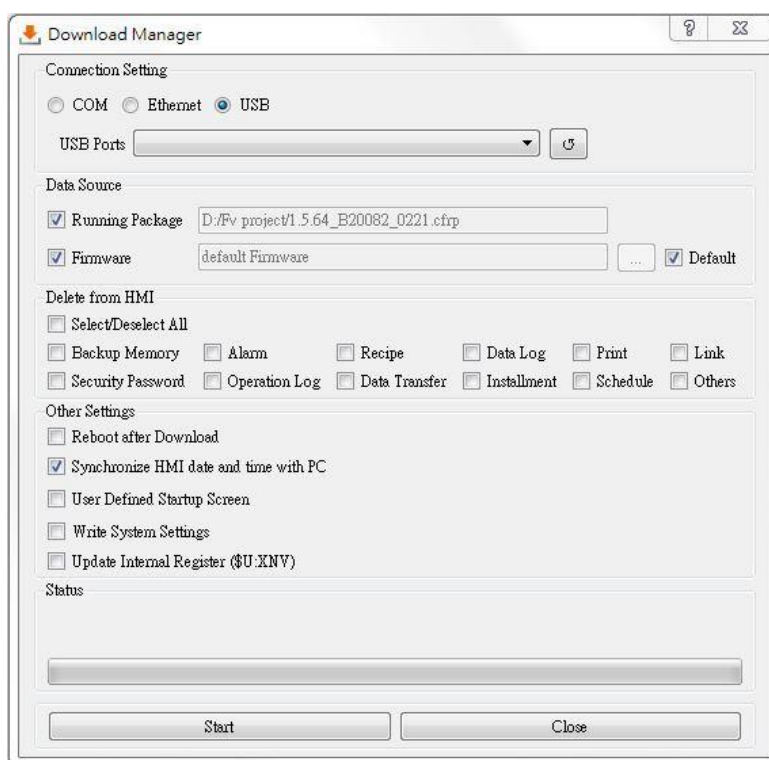 Download Manager
Connection Setting
COM Ethernet USB
USB Ports
Data Source
Running Package D:/Fv project/1.5.64_B20082_0221.cfrp
Firmware default Firmware ... Default
Delete from HMI
Select/Deselect All
Backup Memory Alarm Recipe Data Log Print Link
Security Password Operation Log Data Transfer Installment Schedule Others
Other Settings
Reboot after Download
Synchronize HMI date and time with PC
User Defined Startup Screen
Write System Settings
Update Internal Register ($U:XNV)
Status
Start Close